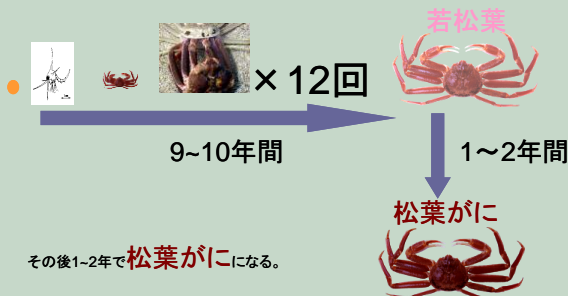 若松葉
×12回
9~10年間
1～2年間
松葉がに
その後1~2年で松葉がにになる。